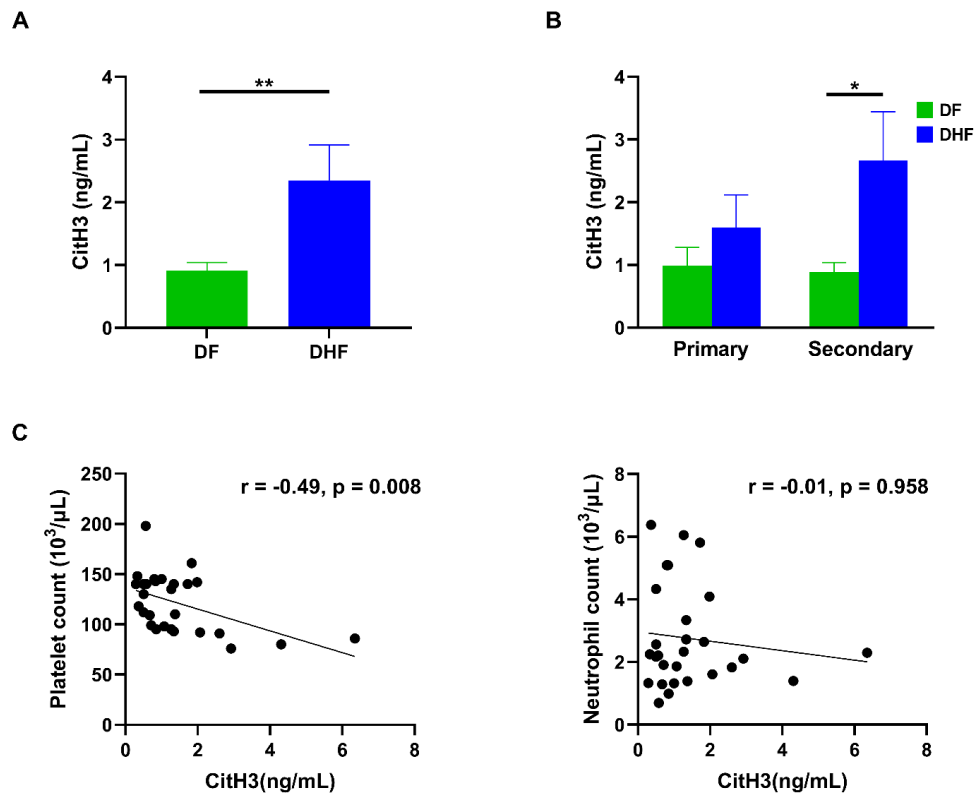 A
CitH3 (ng/mL)
4
3
2
1
0
**
DF
DHF
B
CitH3 (ng/mL)
4
3
2
1
0
*
DF
DHF
Primary
Secondary
C
Platelet count (10³/μL)
250
200
150
100
50
0
r = -0.49, p = 0.008
0
2
4
6
8
CitH3(ng/mL)
Neutrophil count (10³/μL)
8
6
4
2
0
r = -0.01, p = 0.958
0
2
4
6
8
CitH3(ng/mL)